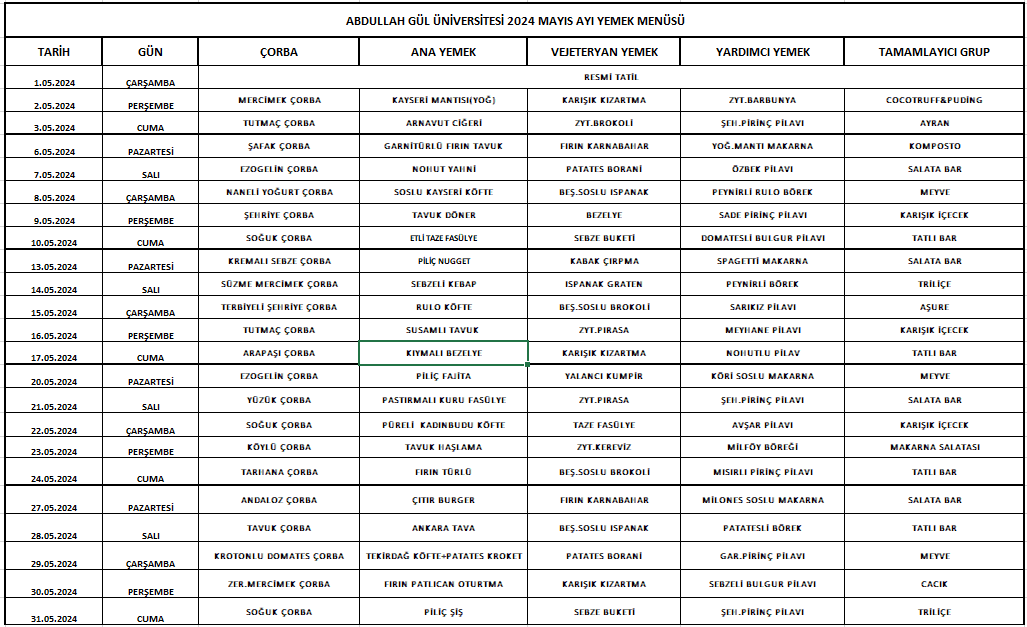 ABDULLAH GÜL ÜNİVERSİTESİ 2024 MAYIS AYI YEMEK MENÜSÜ
TARİH GÜN ÇORBA ANA YEMEK VEJETERYAN YEMEK YARDIMCI YEMEK TAMAMLAYICI GRUP
1.05.2024 ÇARŞAMBA RESMİ TATİL
2.05.2024 PERŞEMBE MERCİMEK ÇORBA KAYSERİ MANTISI(YOĞ) KARIŞIK KIZARTMA ZYT.BARBUNYA COCOTRUFF&PUDİNG
3.05.2024 CUMA TUTMAÇ ÇORBA ARNAVUT CİĞERİ ZYT.BROKOLİ ŞEH.PİRİNÇ PİLAVI AYRAN
6.05.2024 PAZARTESİ ŞAFAK ÇORBA GARNİTÜRLÜ FIRIN TAVUK FIRIN KARNABAHAR YOĞ.MANTI MAKARNA KOMPOSTO
7.05.2024 SALI EZOGELİN ÇORBA NOHUT YAHNİ PATATES BORANİ ÖZBEK PİLAVI SALATA BAR
8.05.2024 ÇARŞAMBA NANELİ YOĞURT ÇORBA SOSLU KAYSERİ KÖFTE BEŞ.SOSLU ISPANAK PEYNİRLİ RULO BÖREK MEYVE
9.05.2024 PERŞEMBE ŞEHRİYE ÇORBA TAVUK DÖNER BEZELYE SADE PİRİNÇ PİLAVI KARIŞIK İÇECEK
10.05.2024 CUMA SOĞUK ÇORBA ETLİ TAZE FASÜLYE SEBZE BUKETİ DOMATESLİ BULGUR PİLAVI TATLI BAR
13.05.2024 PAZARTESİ KREMALI SEBZE ÇORBA PİLİÇ NUGGET KABAK ÇIRPMA SPAGETTİ MAKARNA SALATA BAR
14.05.2024 SALI SÜZME MERCİMEK ÇORBA SEBZELİ KEBAP ISPANAK GRATEN PEYNİRLİ BÖREK TRİLİÇE
15.05.2024 ÇARŞAMBA TERBİYELİ ŞEHRİYE ÇORBA RULO KÖFTE BEŞ.SOSLU BROKOLİ SARIKIZ PİLAVI AŞURE
16.05.2024 PERŞEMBE TUTMAÇ ÇORBA SUSAMLI TAVUK ZYT.PIRASA MEYHANE PİLAVI KARIŞIK İÇECEK
17.05.2024 CUMA ARAPAŞI ÇORBA KIYMALI BEZELYE KARIŞIK KIZARTMA NOHUTLU PİLAV TATLI BAR
20.05.2024 PAZARTESİ EZOGELİN ÇORBA PİLİÇ FAJİTA YALANCI KUMPİR KÖRİ SOSLU MAKARNA MEYVE
21.05.2024 SALI YÜZÜK ÇORBA PASTIRMALI KURU FASÜLYE ZYT.PIRASA ŞEH.PİRİNÇ PİLAVI SALATA BAR
22.05.2024 ÇARŞAMBA SOĞUK ÇORBA PÜRELİ KADINBUDU KÖFTE TAZE FASÜLYE AVŞAR PİLAVI KARIŞIK İÇECEK
23.05.2024 PERŞEMBE KÖYLÜ ÇORBA TAVUK HAŞLAMA ZYT.KEREVİZ MİLFÖY BÖREĞİ MAKARNA SALATASI
24.05.2024 CUMA TARHANA ÇORBA FIRIN TÜRLÜ BEŞ.SOSLU BROKOLİ MISIRLI PİRİNÇ PİLAVI TATLI BAR
27.05.2024 PAZARTESİ ANDALOZ ÇORBA ÇITIR BURGER FIRIN KARNABAHAR MİLONES SOSLU MAKARNA SALATA BAR
28.05.2024 SALI TAVUK ÇORBA ANKARA TAVA BEŞ.SOSLU ISPANAK PATATESLİ BÖREK TATLI BAR
29.05.2024 ÇARŞAMBA KROTONLU DOMATES ÇORBA TEKİRDAĞ KÖFTE+PATATES KROKET PATATES BORANİ GAR.PİRİNÇ PİLAVI MEYVE
30.05.2024 PERŞEMBE ZER.MERCİMEK ÇORBA FIRIN PATLICAN OTURTMA KARIŞIK KIZARTMA SEBZELİ BULGUR PİLAVI CACIK
31.05.2024 CUMA SOĞUK ÇORBA PİLİÇ ŞİŞ SEBZE BUKETİ ŞEH.PİRİNÇ PİLAVI TRİLİÇE